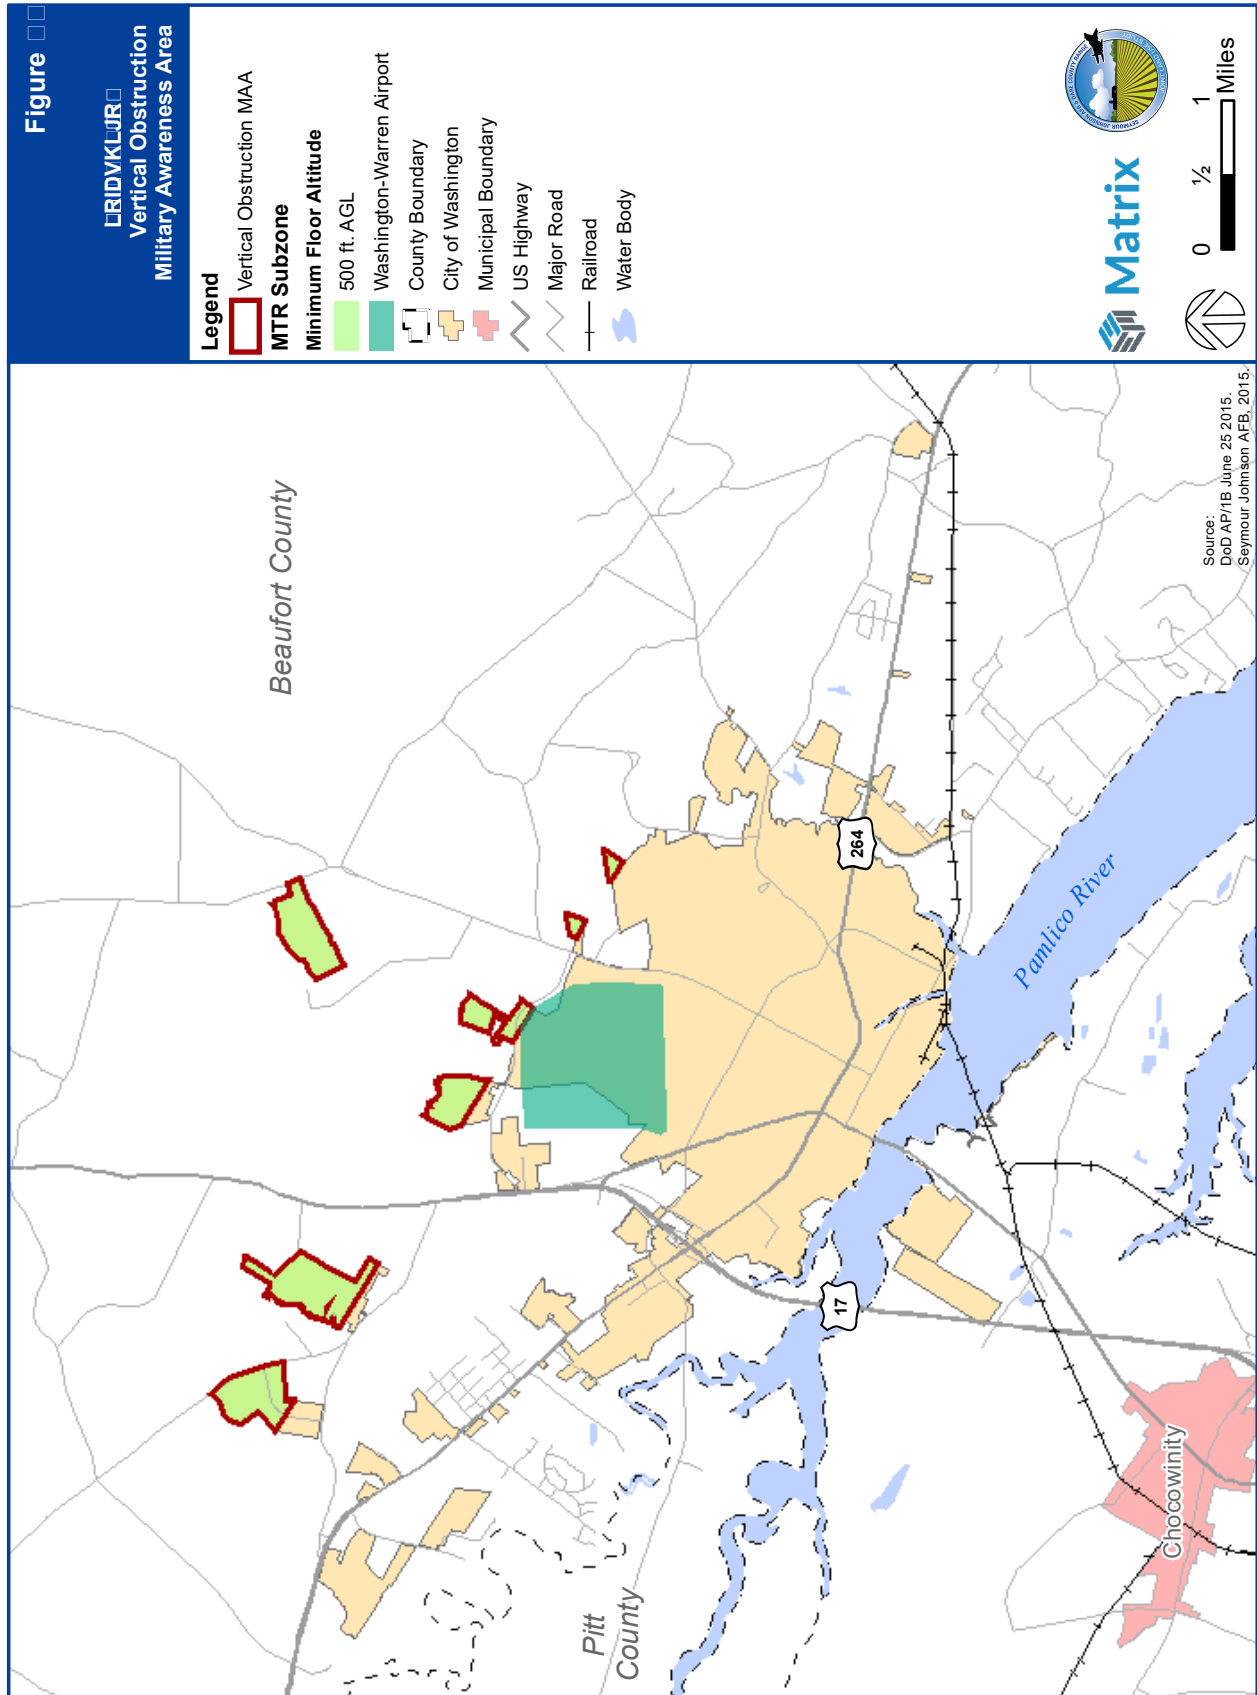 Figure
Vertical Obstruction
Military Awareness Area
Legend
Vertical Obstruction MAA
MTR Subzone
Minimum Floor Altitude
500 ft. AGL
Washington-Warren Airport
County Boundary
City of Washington
Municipal Boundary
US Highway
Major Road
Railroad
Water Body
Matrix
0 ½ 1
Miles
Beaufort County
264
17
Pamlico River
Pitt
County
Chocowinity
Source:
DoD AP/1B June 25 2015.
Seymour Johnson AFB, 2015.